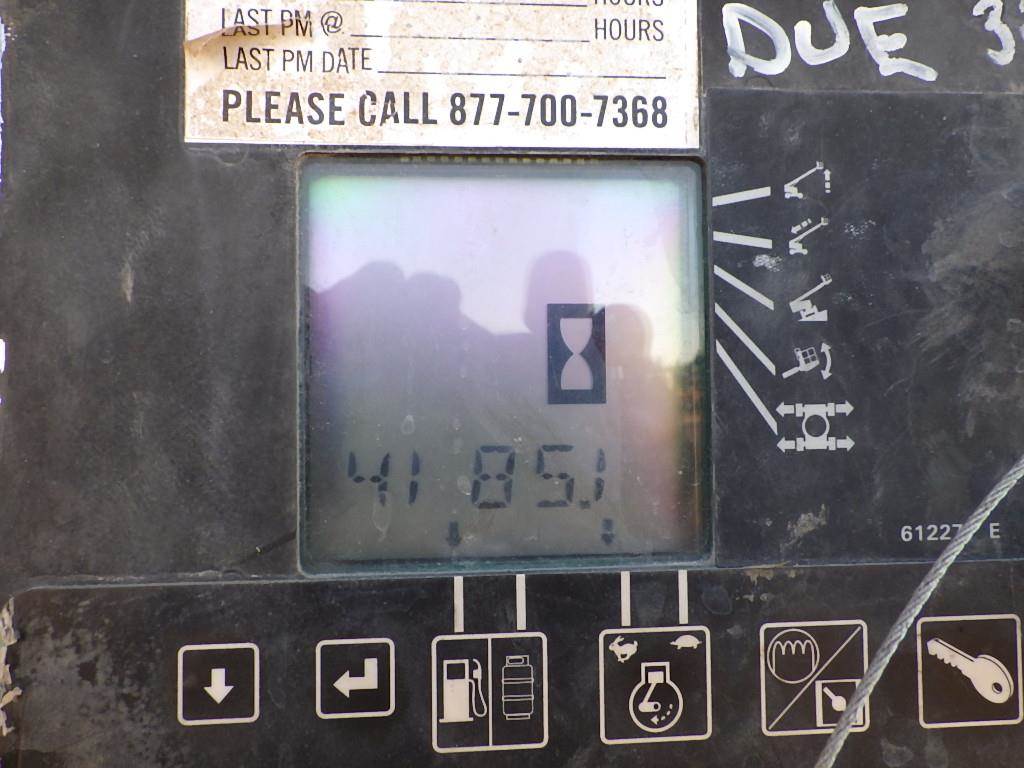 HOURS
LAST PM @ HOURS
LAST PM DATE
PLEASE CALL 877-700-7368
DUE
4185.1
E